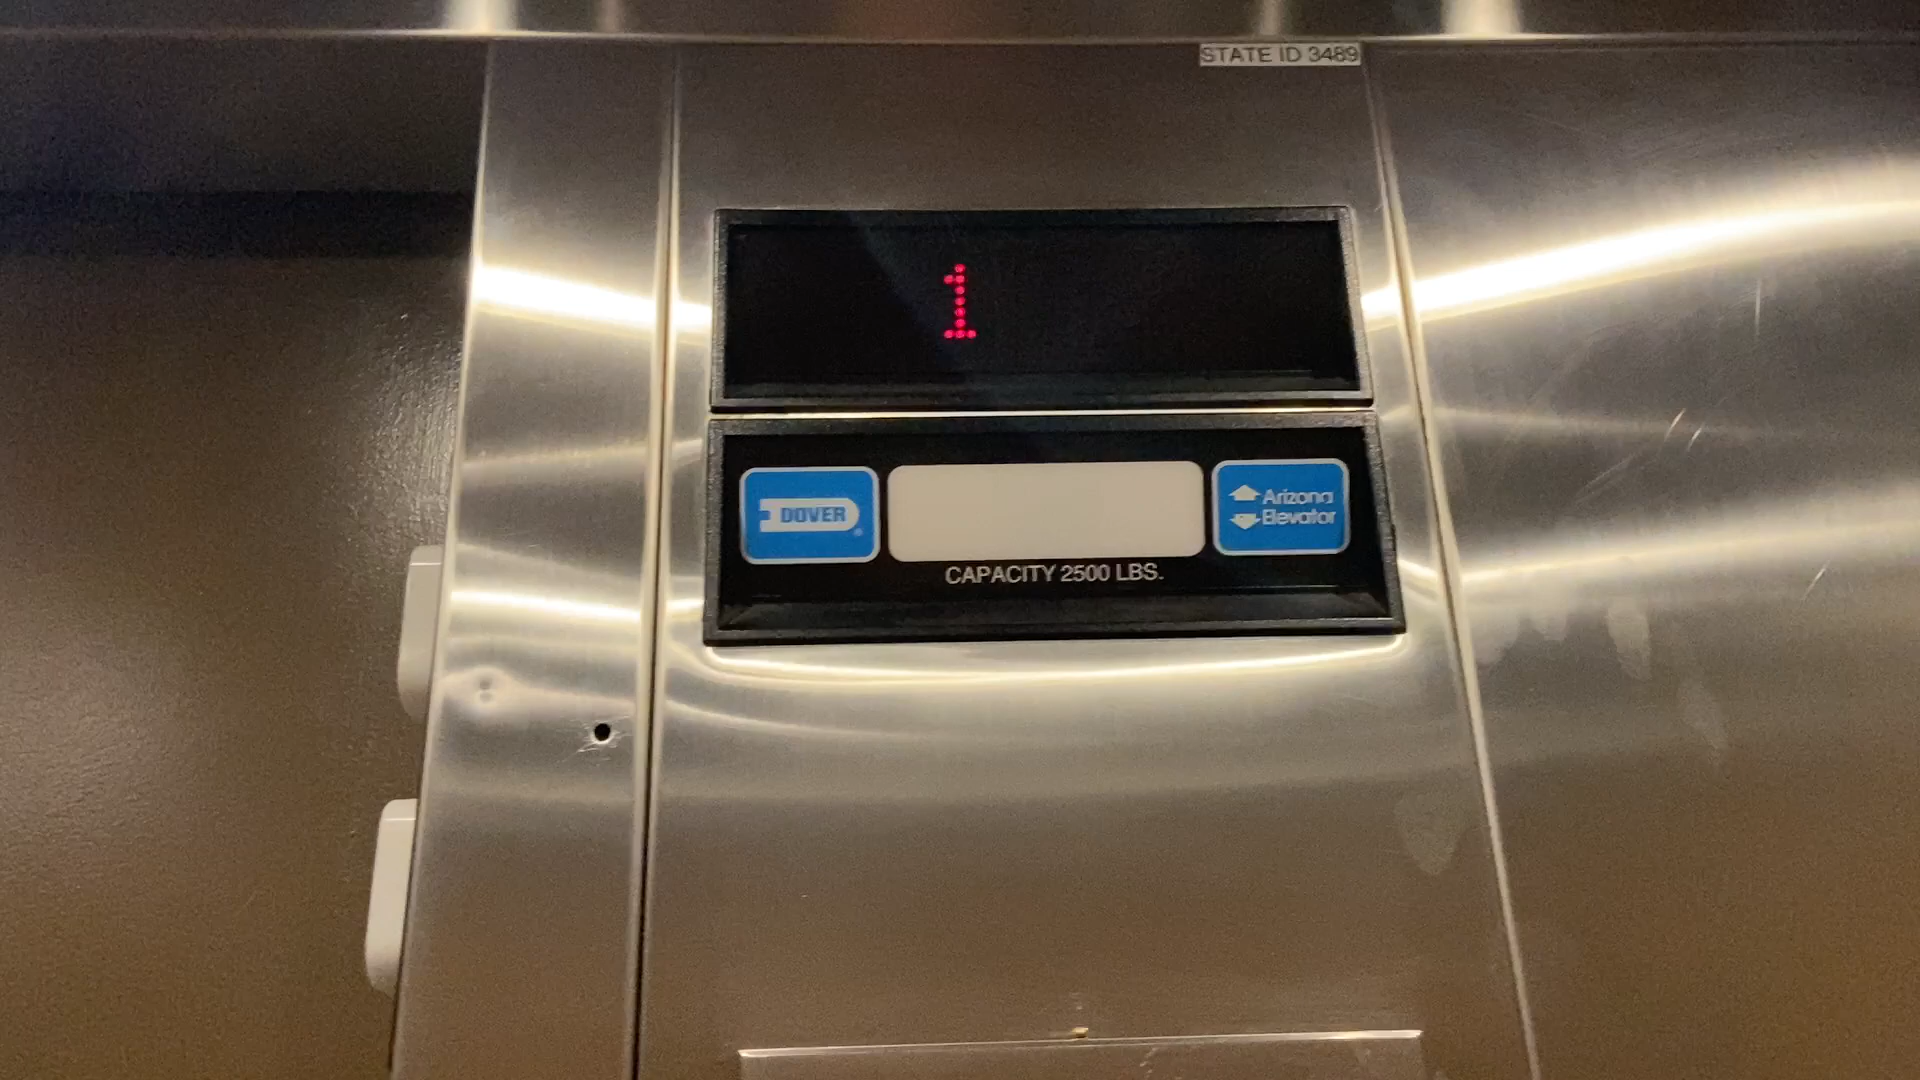 STATE ID 3489
1
DOVER
Arizona
Elevator
CAPACITY 2500 LBS.